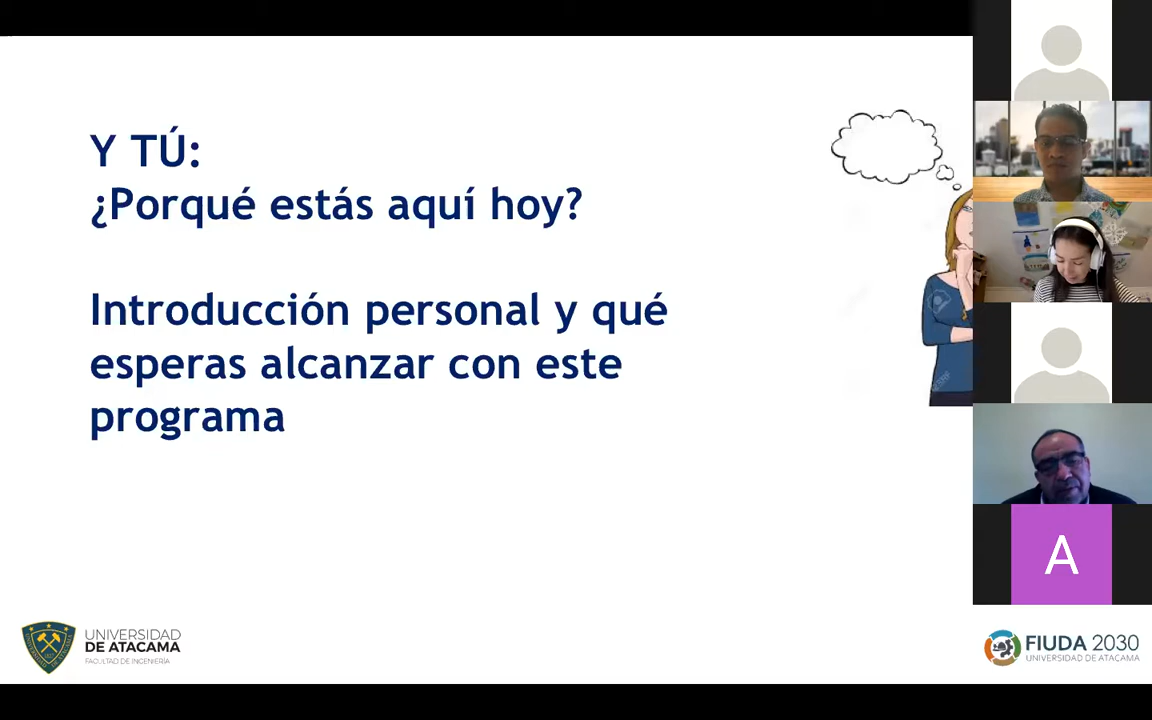 Y TÚ:
¿Porqué estás aquí hoy?
Introducción personal y qué
esperas alcanzar con este
programa
A
UNIVERSIDAD
DE ATACAMA
FACULTAD DE INGENIERÍA
FIUDA 2030
UNIVERSIDAD DE ATACAMA